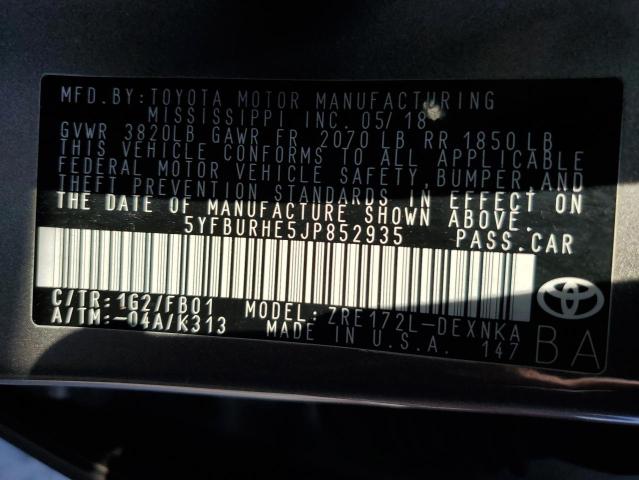 MFD.BY:TOYOTA MOTOR MANUFACTURING
MISSISSIPPI INC. 05/18
GVWR 3820LB GAWR FR 2070 LB, RR 1850 LB
THIS VEHICLE CONFORMS TO ALL APPLICABLE
FEDERAL MOTOR VEHICLE SAFETY, BUMPER, AND
THEFT PREVENTION STANDARDS IN EFFECT ON
THE DATE OF MANUFACTURE SHOWN ABOVE.
5YFBURHE5JP852935 PASS.CAR
C/TR:1G2/FB01 MODEL:ZRE172L-DEXNKA
A/TM:-04A/K313 MADE IN U.S.A. 147
BA